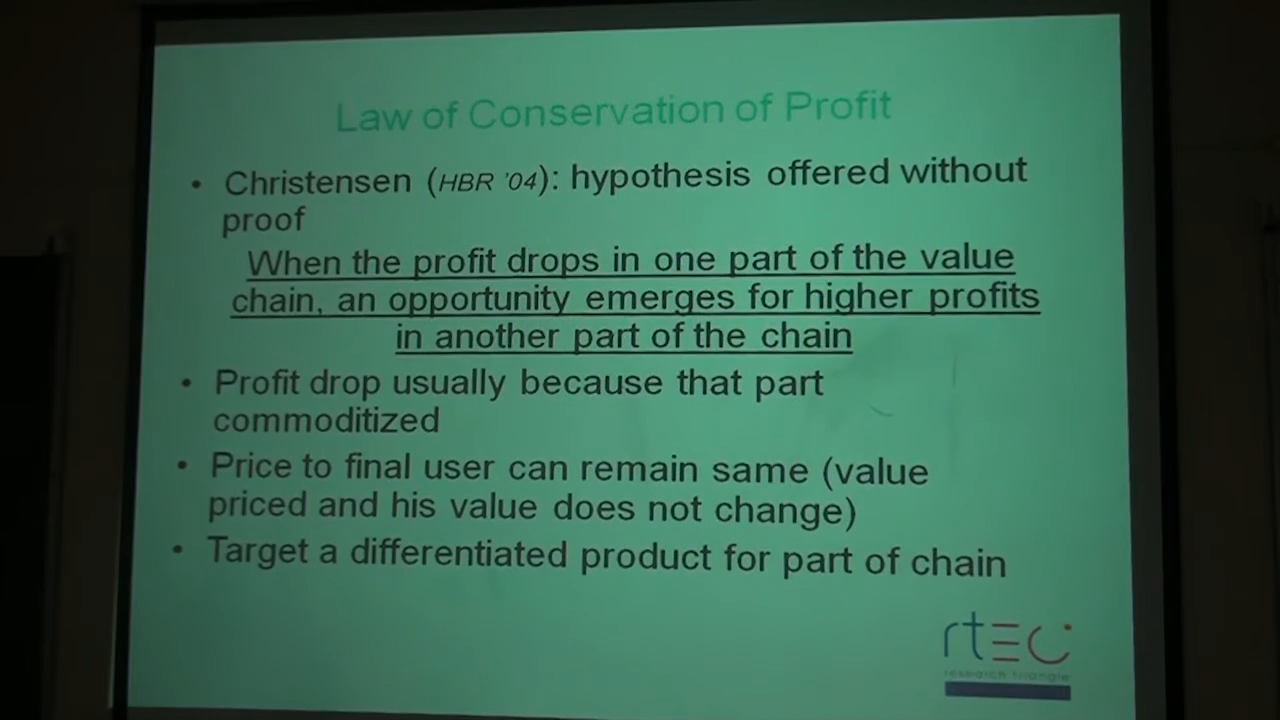 Law of Conservation of Profit
• Christensen (HBR '04): hypothesis offered without
proof
When the profit drops in one part of the value
chain, an opportunity emerges for higher profits
in another part of the chain
• Profit drop usually because that part
commoditized
• Price to final user can remain same (value
priced and his value does not change)
• Target a differentiated product for part of chain
rtec
research triangle